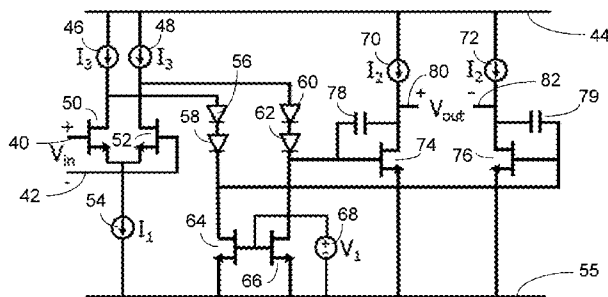 46 48 70 72 44
I3 I3 56 60 I2 80 I2 82 79
50 58 62 78 + Vout -
40 + 52
Vin 74 76
42 -
54 I1 64 66 68 V1
55